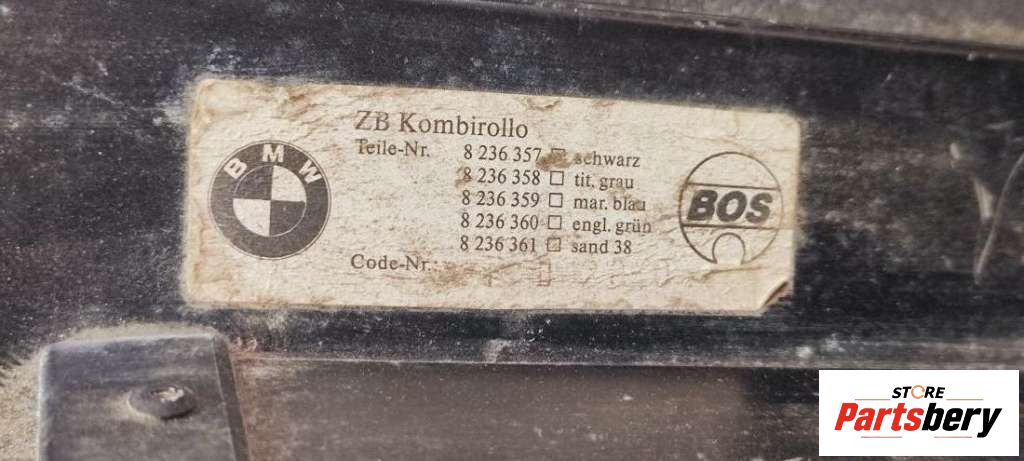 ZB Kombirollo
Teile-Nr. 8 236 357 ☐ schwarz
8 236 358 ☐ tit. grau
8 236 359 ☐ mar. blau
8 236 360 ☐ engl. grün
8 236 361 ☐ sand 38
Code-Nr.:
BMW
BOS
STORE
Partsbery